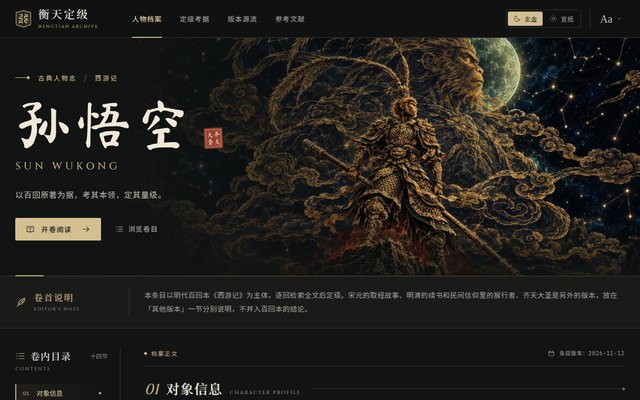 衡天定级
HENGTIAN ARCHIVE
人物档案
定级考据
版本源流
参考文献
玄金
宣纸
Aa
古典人物志 / 西游记
孙悟空
SUN WUKONG
以百回原著为据，考其本领，定其量级。
开卷阅读
浏览卷目
卷首说明
EDITOR'S NOTE
本条目以明代百回本《西游记》为主体，逐回检索全文后定级。宋元的取经故事、明清的续书和民间信仰里的猴行者、齐天大圣是另外的版本，放在
「其他版本」一节分别说明，不并入百回本的结论。
卷内目录
十四节
CONTENTS
01 对象信息
档案正文
条目版本：2026-11-12
01 对象信息 CHARACTER PROFILE